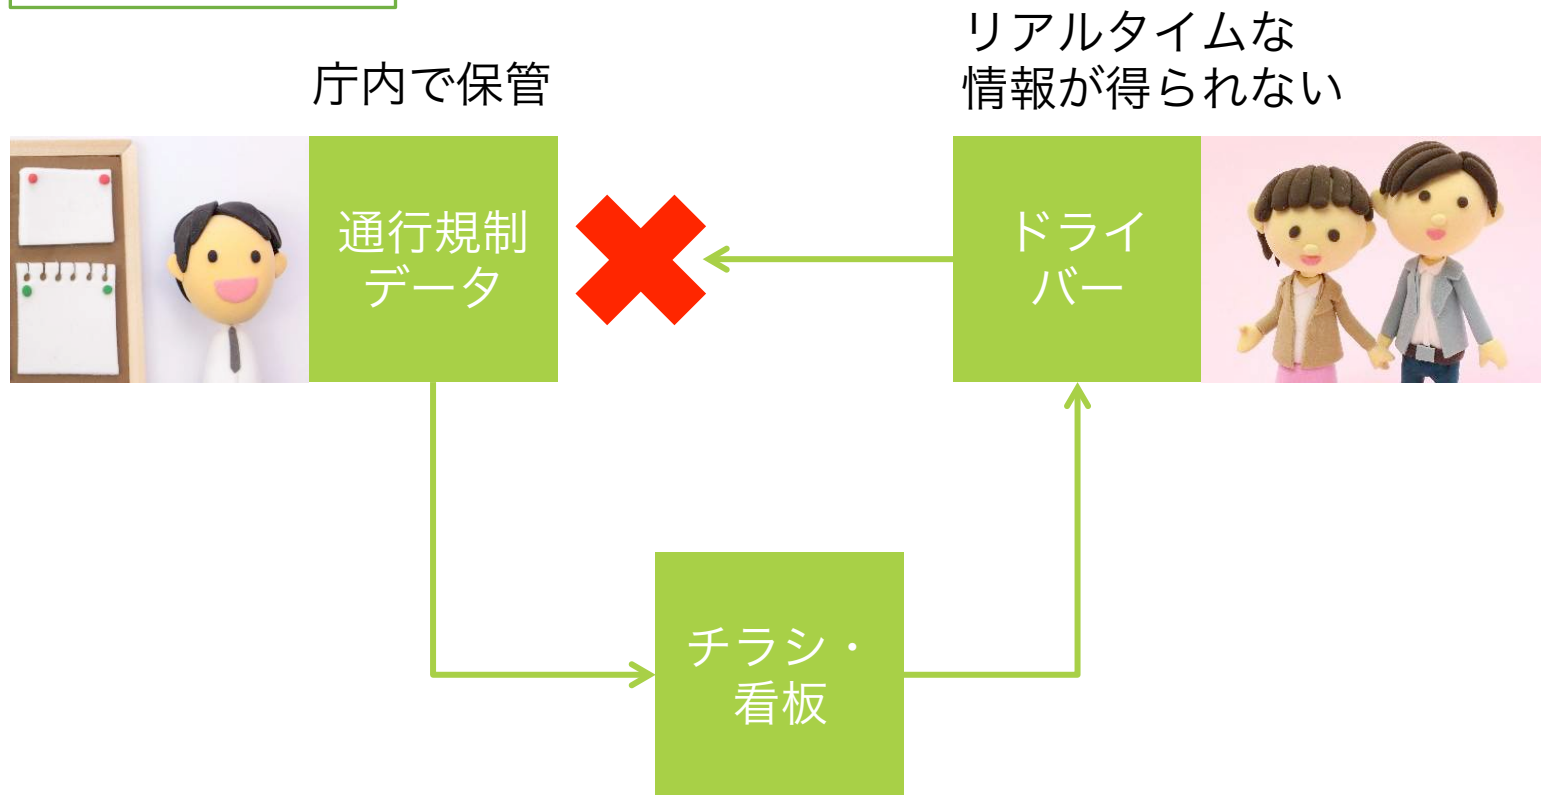 庁内で保管
リアルタイムな
情報が得られない
通行規制
データ
ドライ
バー
チラシ・
看板